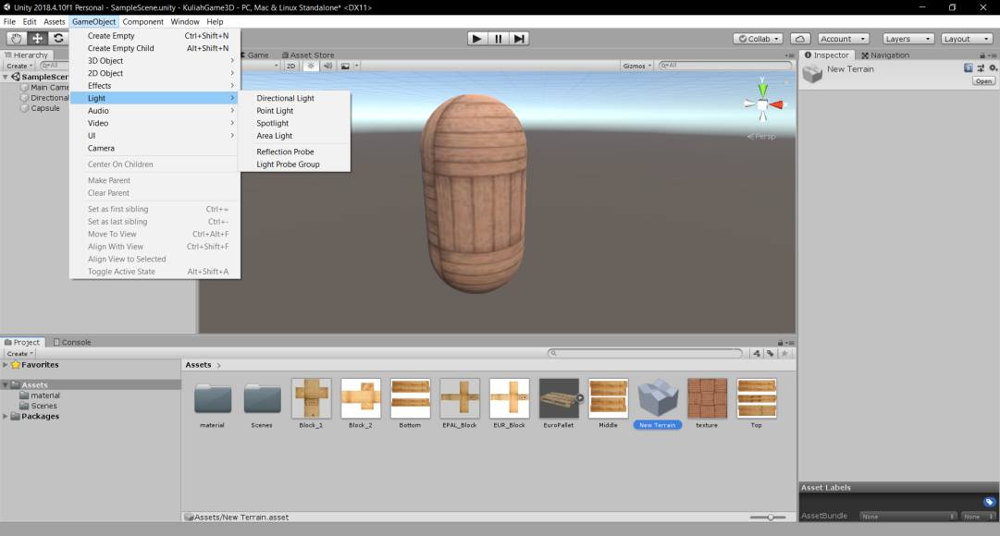 Unity 2018.4.10f1 Personal - SampleScene.unity - KuliahGame3D - PC, Mac & Linux Standalone* <DX11>
File Edit Assets GameObject Component Window Help
Collab Account Layers Layout
Hierarchy
Create All
SampleScen
Main Came
Directional
Capsule
Create Empty Ctrl+Shift+N
Create Empty Child Alt+Shift+N
3D Object
2D Object
Effects
Light
Audio
Video
UI
Camera
Center On Children
Make Parent
Clear Parent
Set as first sibling Ctrl+=
Set as last sibling Ctrl+-
Move To View Ctrl+Alt+F
Align With View Ctrl+Shift+F
Align View to Selected
Toggle Active State Alt+Shift+A
Directional Light
Point Light
Spotlight
Area Light
Reflection Probe
Light Probe Group
Game Asset Store
2D Gizmos All
y
Persp
Inspector Navigation
New Terrain
Open
Project Console
Create
Favorites
Assets
material
Scenes
Packages
Assets >
material Scenes Block_1 Block_2 Bottom EPAL_Block EUR_Block EuroPallet Middle New Terrain texture Top
Assets/New Terrain.asset
Asset Labels
AssetBundle None None